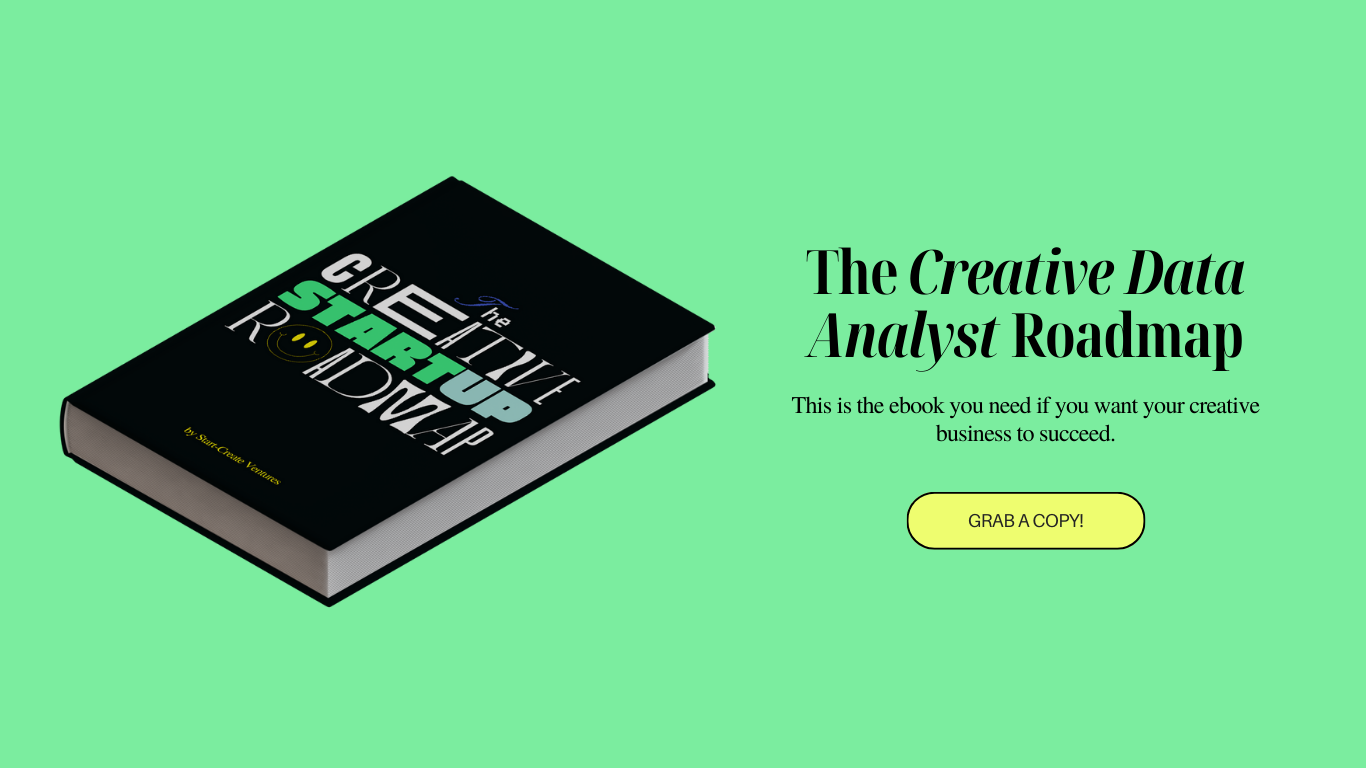 The
CREATIVE
STARTUP
ROADMAP
by Start-Create Ventures
The Creative Data
Analyst Roadmap
This is the ebook you need if you want your creative
business to succeed.
GRAB A COPY!